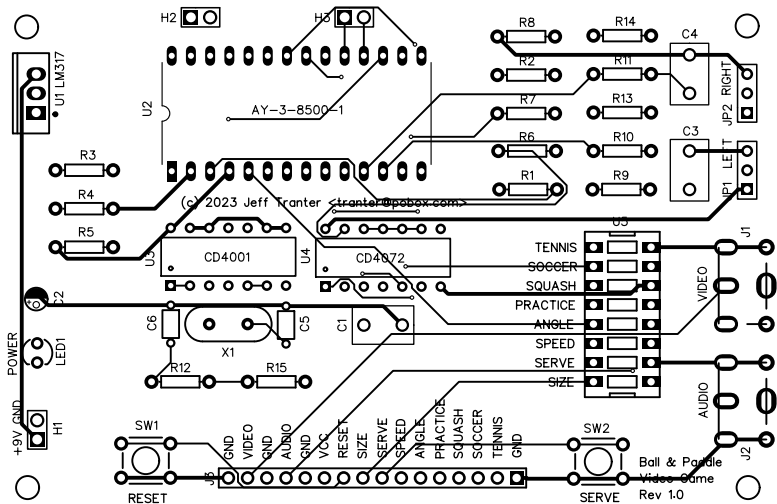 H2
H3
R8
R14
C4
RIGHT
JP2
U1 LM317
R2
R11
U2
AY-3-8500-1
R7
R13
R6
R10
C3
LEFT
JP1
R3
R1
R9
R4
(c) 2023 Jeff Tranter <tranter@pobox.com>
R5
U3
CD4001
U4
CD4072
U5
TENNIS
SOCCER
SQUASH
PRACTICE
ANGLE
SPEED
SERVE
SIZE
J1
VIDEO
C2
C6
X1
C5
C1
POWER
LED1
R12
R15
AUDIO
J2
+9V GND
H1
SW1
RESET
J3
GND
VIDEO
GND
AUDIO
GND
VCC
RESET
SIZE
SERVE
SPEED
ANGLE
PRACTICE
SQUASH
SOCCER
TENNIS
GND
SW2
SERVE
Ball & Paddle
Video Game
Rev 1.0